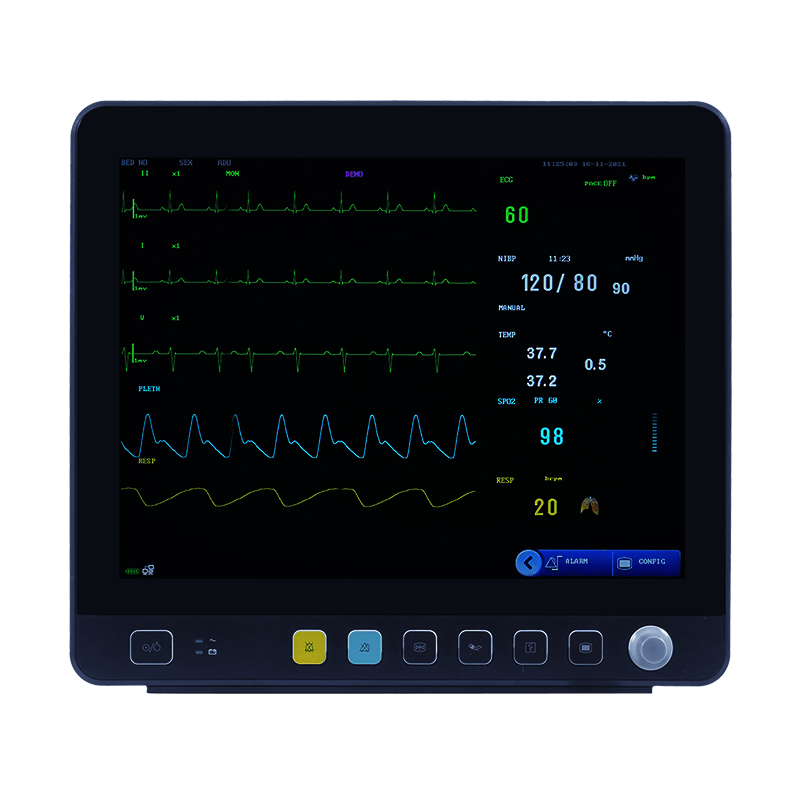 BED NO SEX ADU 11:25:03 16-11-2021
II x1 MON DEMO
ECG PACE OFF bpm
60
1mv
I x1
NIBP 11:23 mmHg
120/ 80 90
1mv
MANUAL
V x1
TEMP °C
37.7
0.5
1mv
37.2
PLETH
SPO2 PR 60 %
98
RESP
RESP brpm
20
ALARM CONFIG